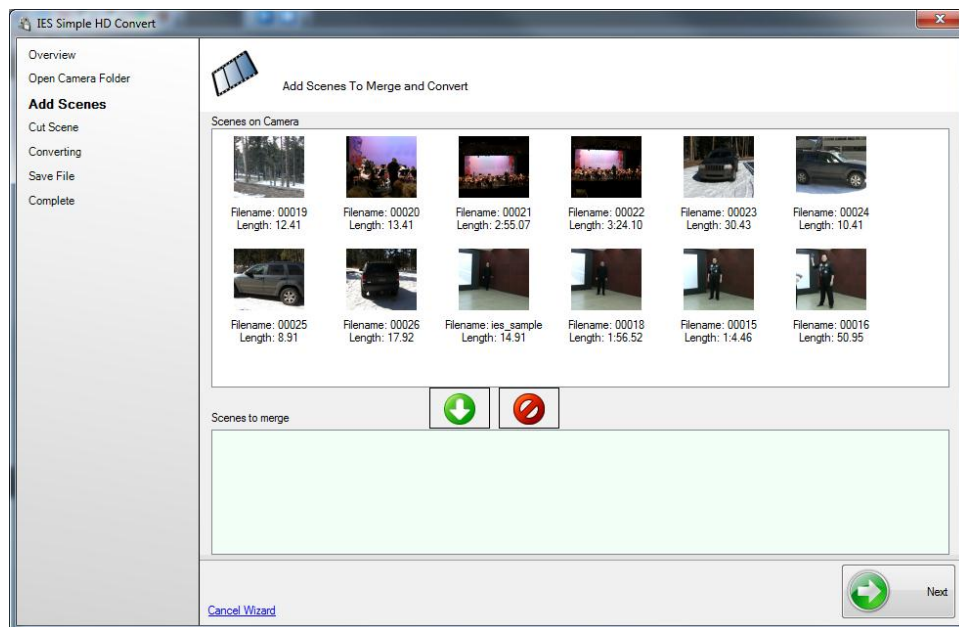 IES Simple HD Convert
Overview
Open Camera Folder
Add Scenes
Cut Scene
Converting
Save File
Complete
Add Scenes To Merge and Convert
Scenes on Camera
Filename: 00019
Length: 12.41
Filename: 00020
Length: 13.41
Filename: 00021
Length: 2:55.07
Filename: 00022
Length: 3:24.10
Filename: 00023
Length: 30.43
Filename: 00024
Length: 10.41
Filename: 00025
Length: 8.91
Filename: 00026
Length: 17.92
Filename: ies_sample
Length: 14.91
Filename: 00018
Length: 1:56.52
Filename: 00015
Length: 1:4.46
Filename: 00016
Length: 50.95
Scenes to merge
Next
Cancel Wizard